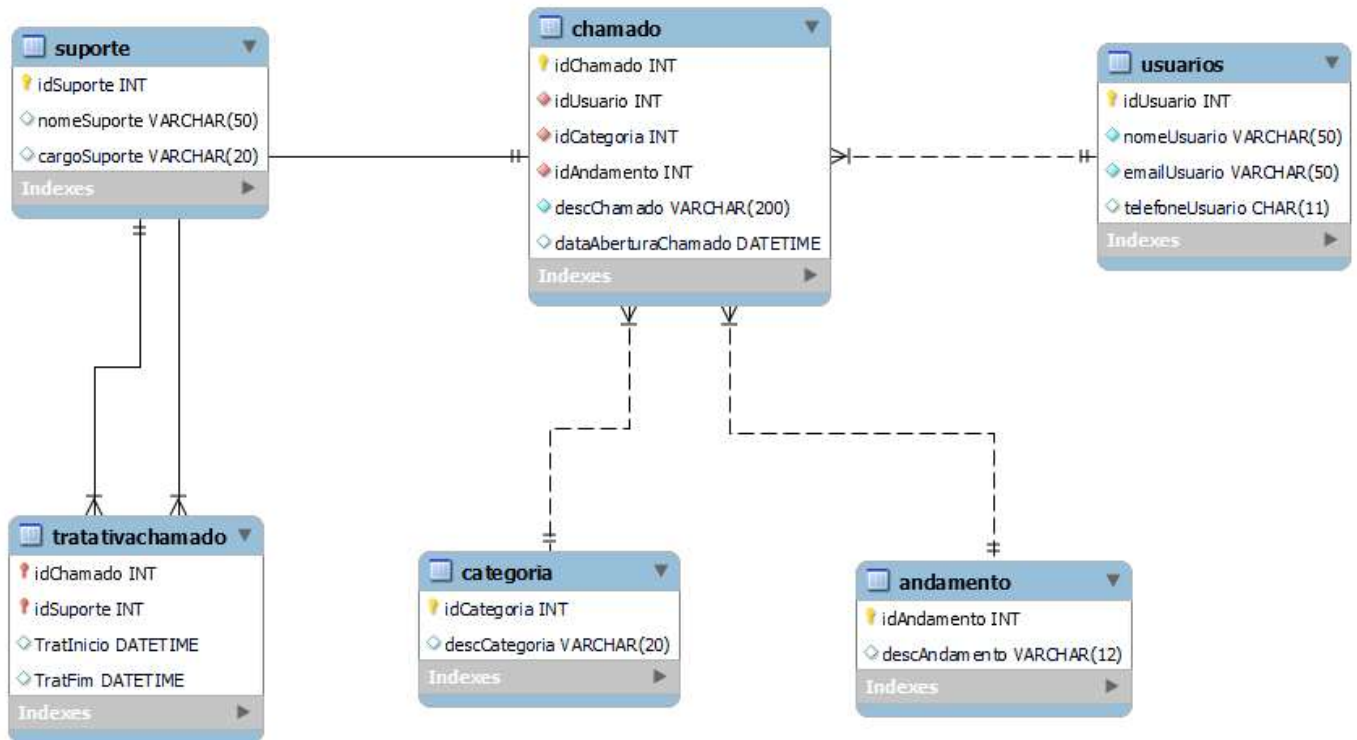 suporte
idSuporte INT
nomeSuporte VARCHAR(50)
cargoSuporte VARCHAR(20)
Indexes
chamado
idChamado INT
idUsuario INT
idCategoria INT
idAndamento INT
descChamado VARCHAR(200)
dataAberturaChamado DATETIME
Indexes
usuarios
idUsuario INT
nomeUsuario VARCHAR(50)
emailUsuario VARCHAR(50)
telefoneUsuario CHAR(11)
Indexes
tratativachamado
idChamado INT
idSuporte INT
TratInicio DATETIME
TratFim DATETIME
Indexes
categoria
idCategoria INT
descCategoria VARCHAR(20)
Indexes
andamento
idAndamento INT
descAndamento VARCHAR(12)
Indexes